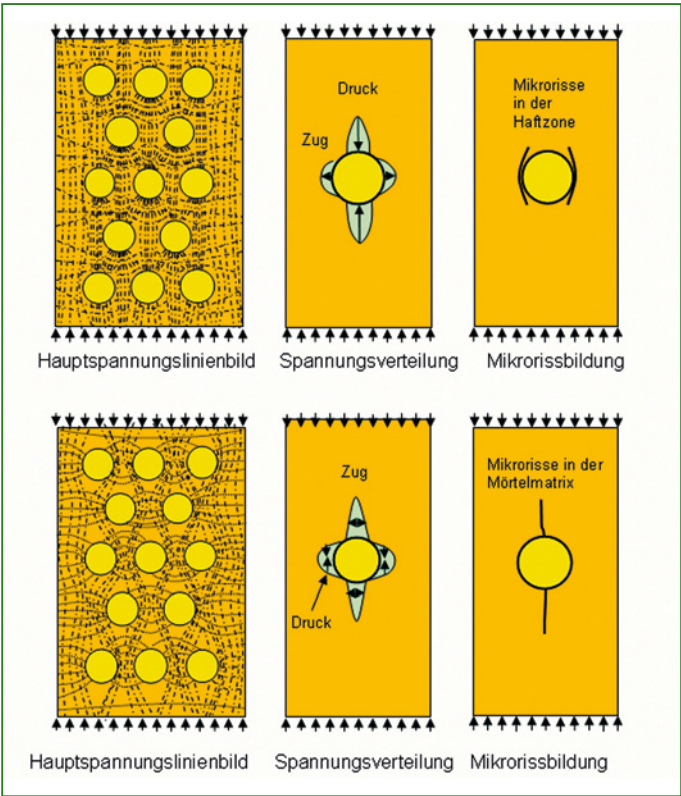 Druck
Zug
Mikrorisse
in der
Haftzone
Hauptspannungslinienbild
Spannungsverteilung
Mikrorissbildung
Zug
Druck
Mikrorisse in der
Mörtelmatrix
Hauptspannungslinienbild
Spannungsverteilung
Mikrorissbildung